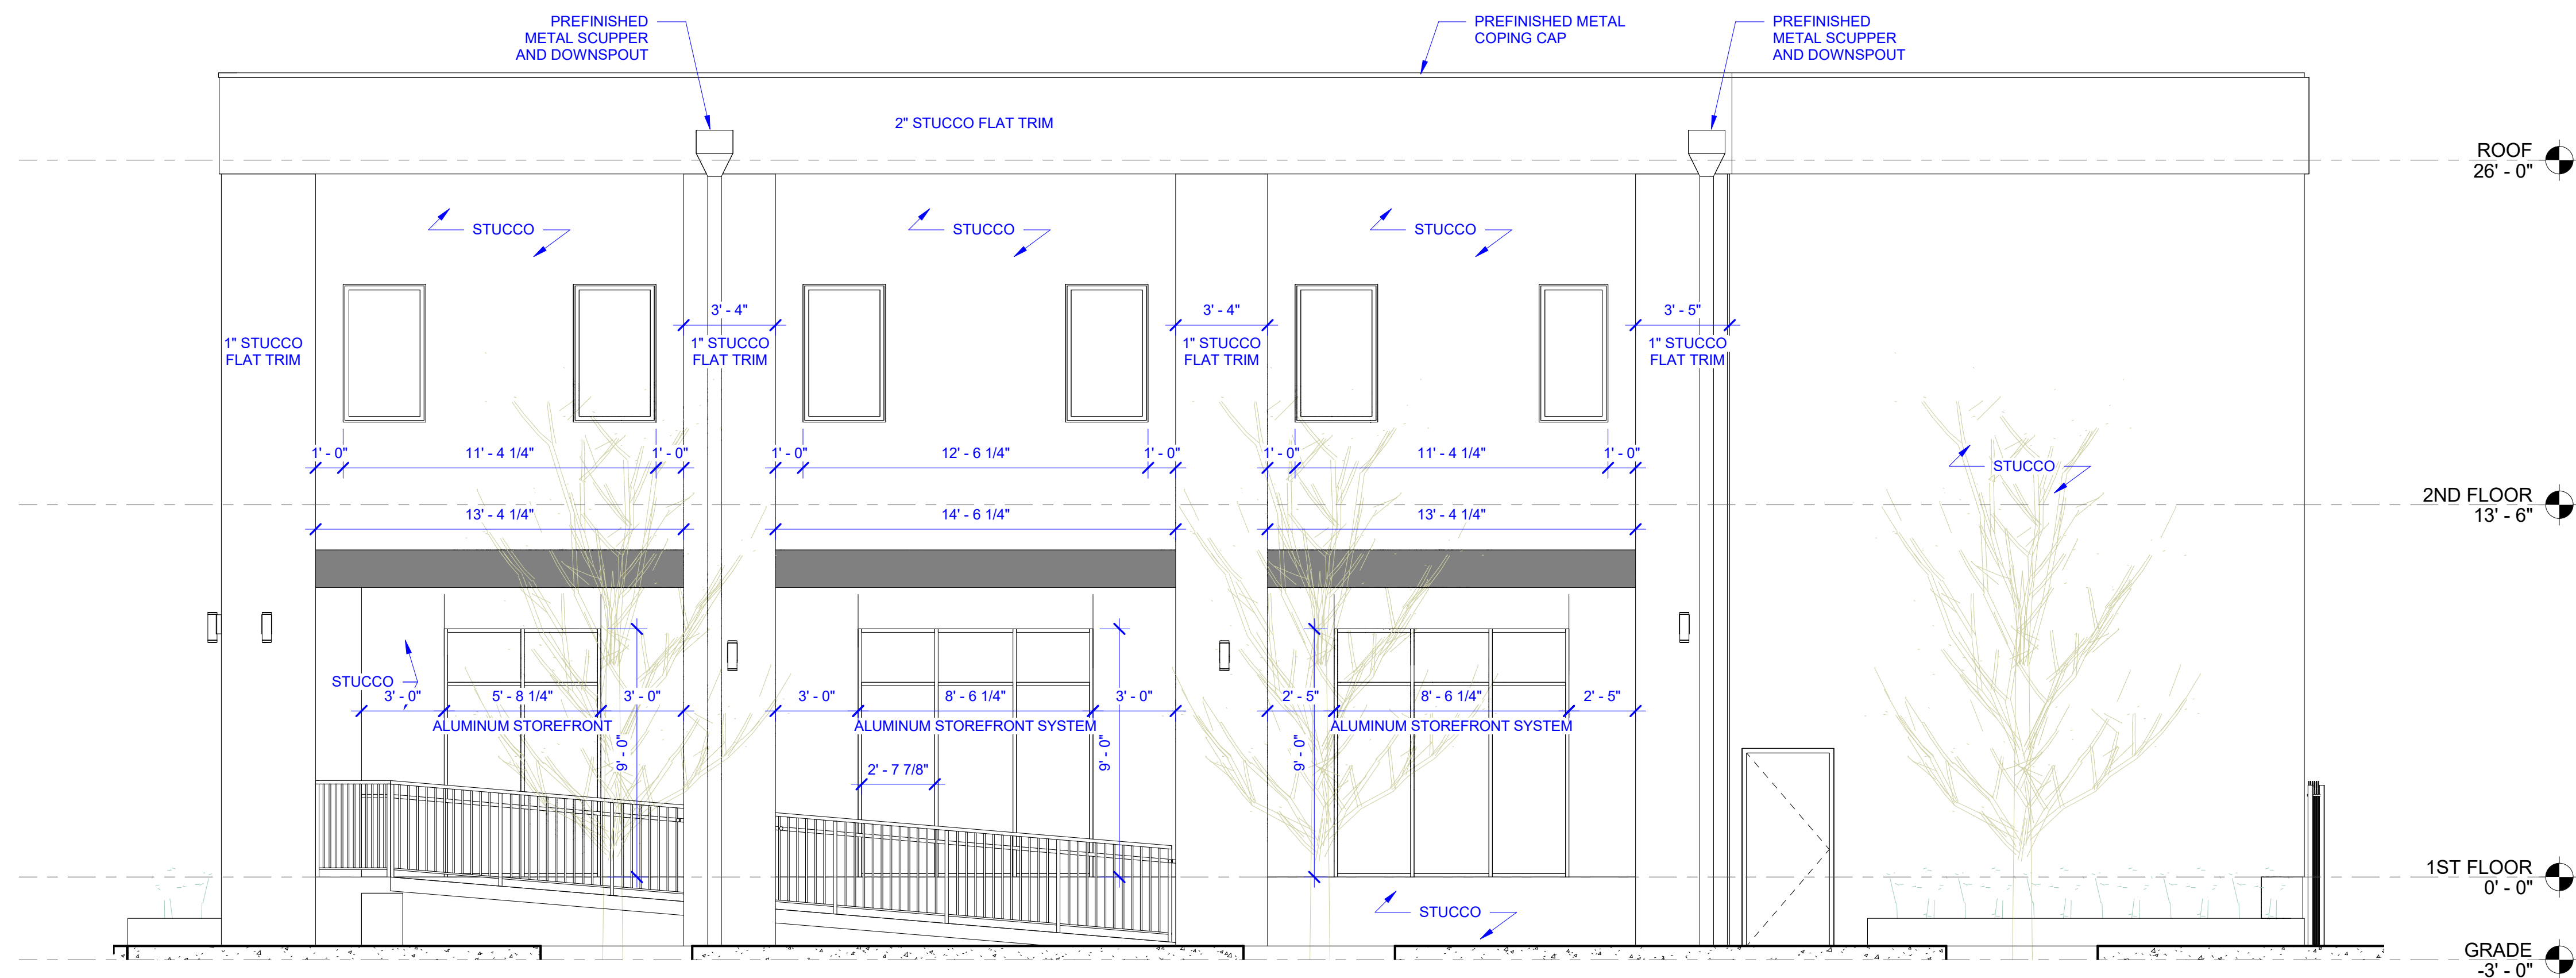 PREFINISHED
METAL SCUPPER
AND DOWNSPOUT
PREFINISHED METAL
COPING CAP
PREFINISHED
METAL SCUPPER
AND DOWNSPOUT
2" STUCCO FLAT TRIM
ROOF
26' - 0"
STUCCO
STUCCO
STUCCO
3' - 4"
3' - 4"
3' - 5"
1" STUCCO
FLAT TRIM
1" STUCCO
FLAT TRIM
1" STUCCO
FLAT TRIM
1" STUCCO
FLAT TRIM
1' - 0"
11' - 4 1/4"
1' - 0"
1' - 0"
12' - 6 1/4"
1' - 0"
1' - 0"
11' - 4 1/4"
1' - 0"
STUCCO
2ND FLOOR
13' - 6"
13' - 4 1/4"
14' - 6 1/4"
13' - 4 1/4"
STUCCO
3' - 0"
5' - 8 1/4"
3' - 0"
3' - 0"
8' - 6 1/4"
3' - 0"
2' - 5"
8' - 6 1/4"
2' - 5"
ALUMINUM STOREFRONT
ALUMINUM STOREFRONT SYSTEM
ALUMINUM STOREFRONT SYSTEM
9' - 0"
9' - 0"
9' - 0"
2' - 7 7/8"
1ST FLOOR
0' - 0"
STUCCO
GRADE
-3' - 0"